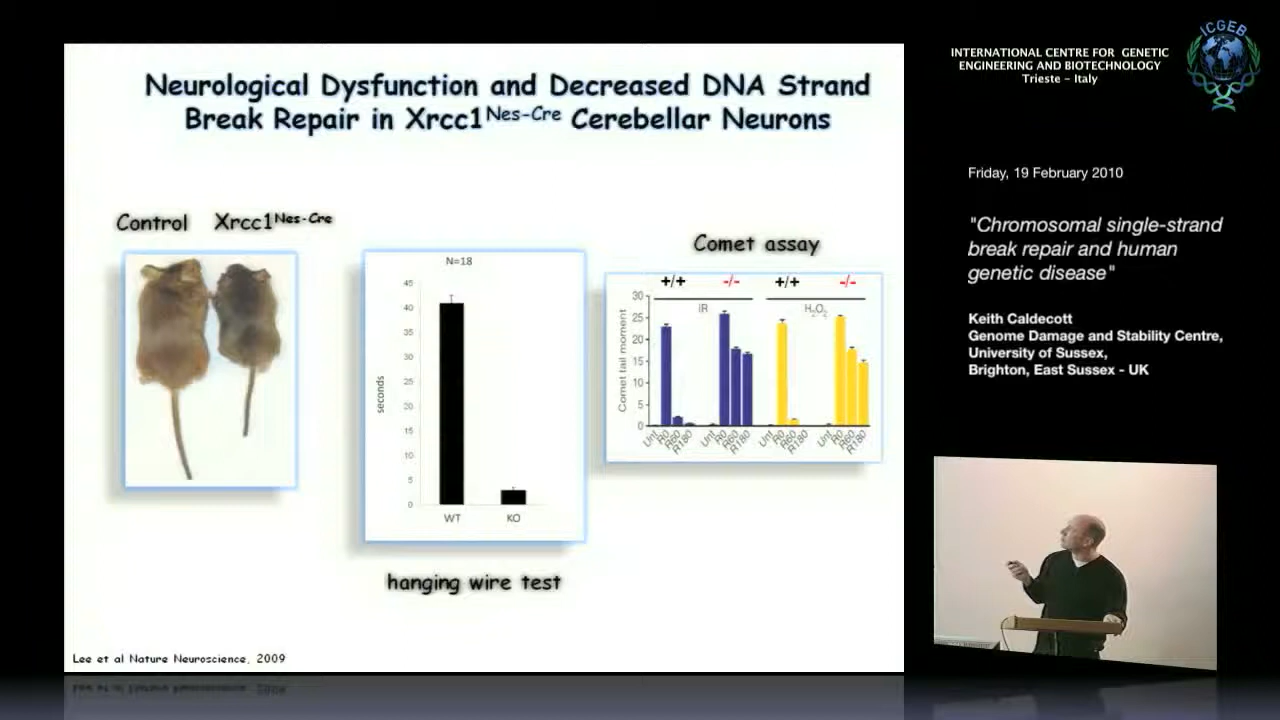 Neurological Dysfunction and Decreased DNA Strand
Break Repair in Xrcc1Nes-Cre Cerebellar Neurons
Control Xrcc1Nes-Cre
N=18
45
40
35
30
25
20
15
10
5
0
seconds
WT KO
hanging wire test
Comet assay
+/+ -/- +/+ -/-
IR H2O2
Comet tail moment
30
25
20
15
10
5
0
Unt R0 R60 R180 Unt R0 R60 R180 Unt R0 R60 R180 Unt R0 R60 R180
Lee et al Nature Neuroscience, 2009
INTERNATIONAL CENTRE FOR GENETIC
ENGINEERING AND BIOTECHNOLOGY
Trieste - Italy
ICGEB
Friday, 19 February 2010
"Chromosomal single-strand
break repair and human
genetic disease"
Keith Caldecott
Genome Damage and Stability Centre,
University of Sussex,
Brighton, East Sussex - UK